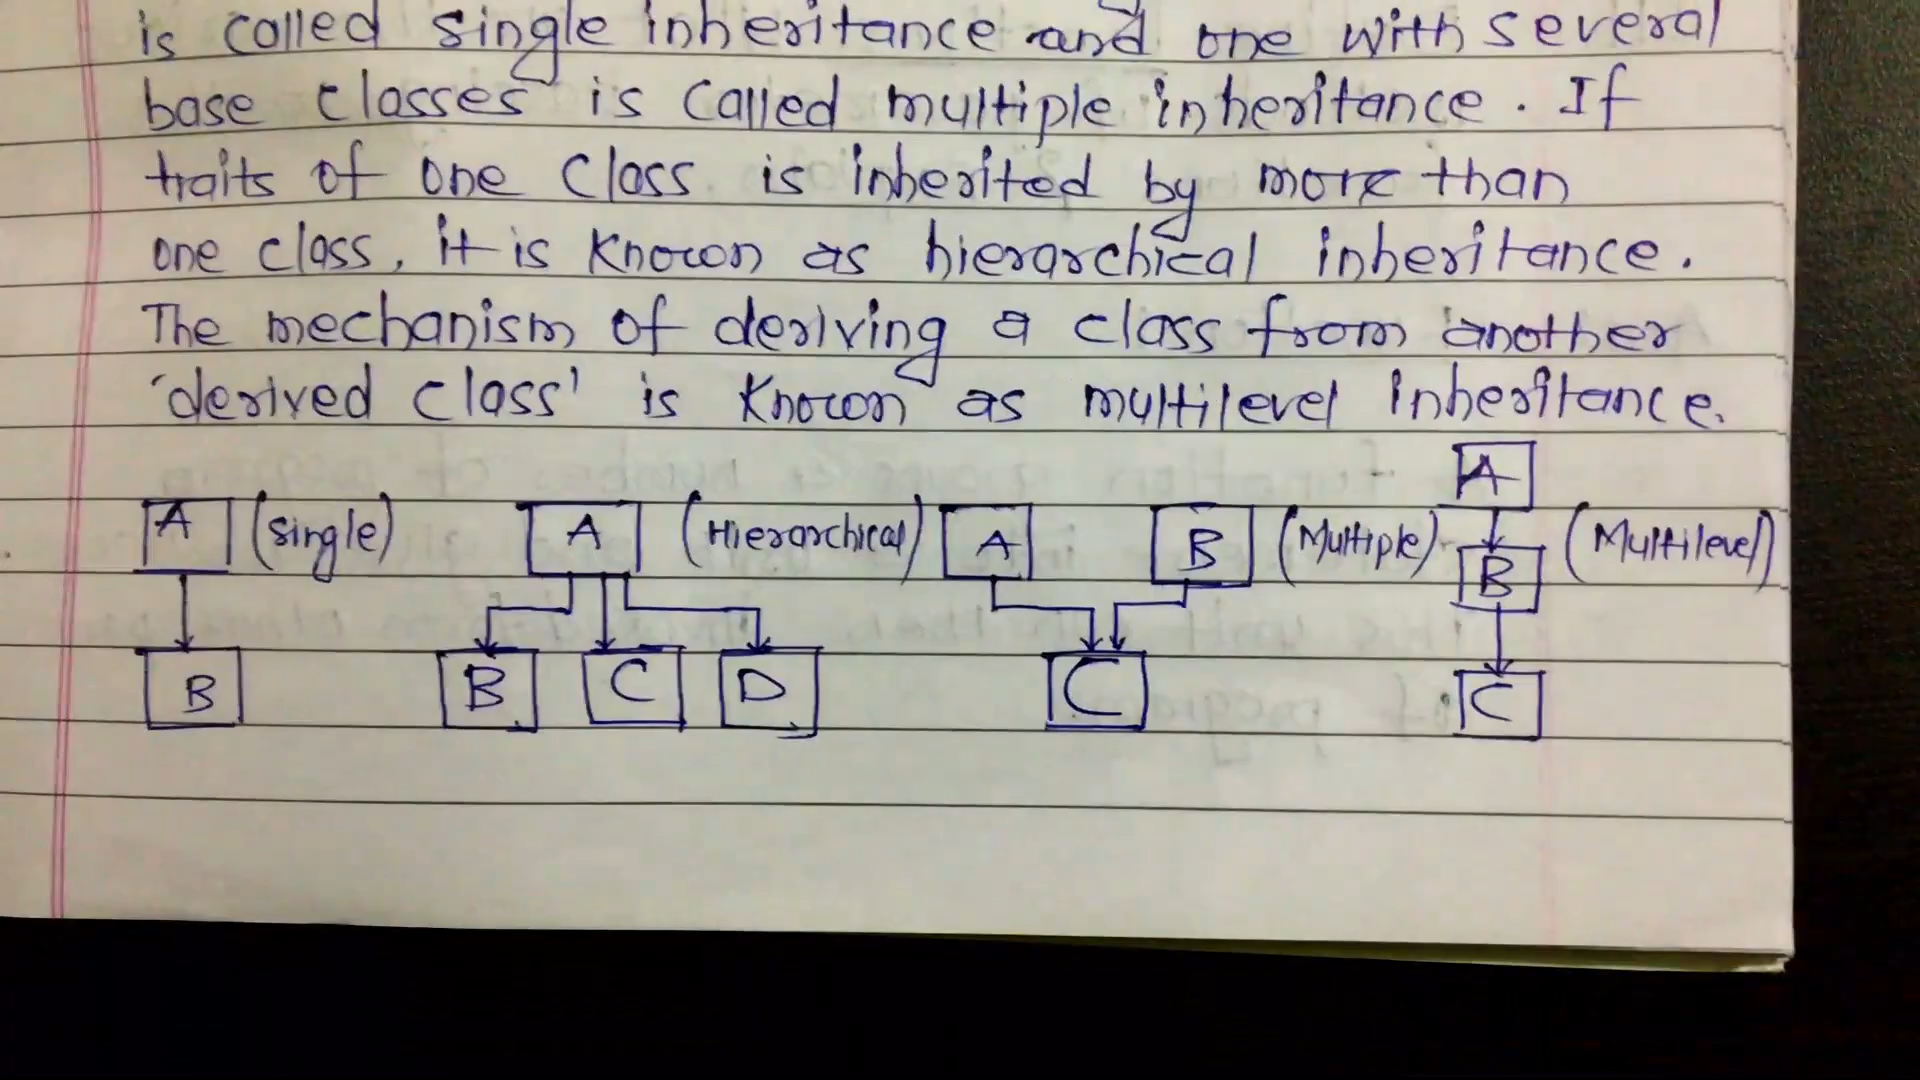 is called single inheritance and one with several
base classes is called multiple inheritance. If
traits of one class is inherited by more than
one class, it is known as hierarchical inheritance.
The mechanism of deriving a class from another
'derived class' is known as multilevel inheritance.
A (single) A (Hierarchical) A B (Multiple) A (Multilevel)
B
B B C D C C